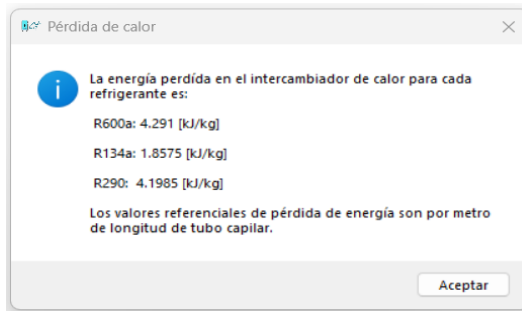 Pérdida de calor
La energía perdída en el intercambiador de calor para cada
refrigerante es:
R600a: 4.291 [kJ/kg]
R134a: 1.8575 [kJ/kg]
R290: 4.1985 [kJ/kg]
Los valores referenciales de pérdida de energía son por metro
de longitud de tubo capilar.
Aceptar